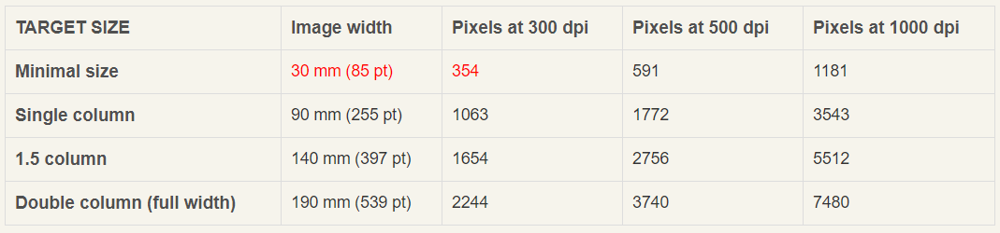 TARGET SIZE Image width Pixels at 300 dpi Pixels at 500 dpi Pixels at 1000 dpi
Minimal size 30 mm (85 pt) 354 591 1181
Single column 90 mm (255 pt) 1063 1772 3543
1.5 column 140 mm (397 pt) 1654 2756 5512
Double column (full width) 190 mm (539 pt) 2244 3740 7480